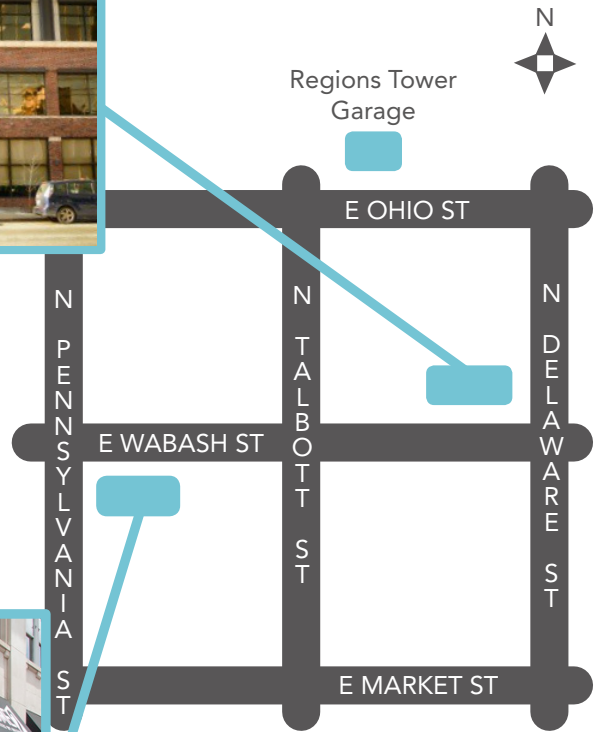 N
Regions Tower
Garage
E OHIO ST
N PENNSYLVANIA ST
N TALBOTT ST
N DELAWARE ST
E WABASH ST
E MARKET ST